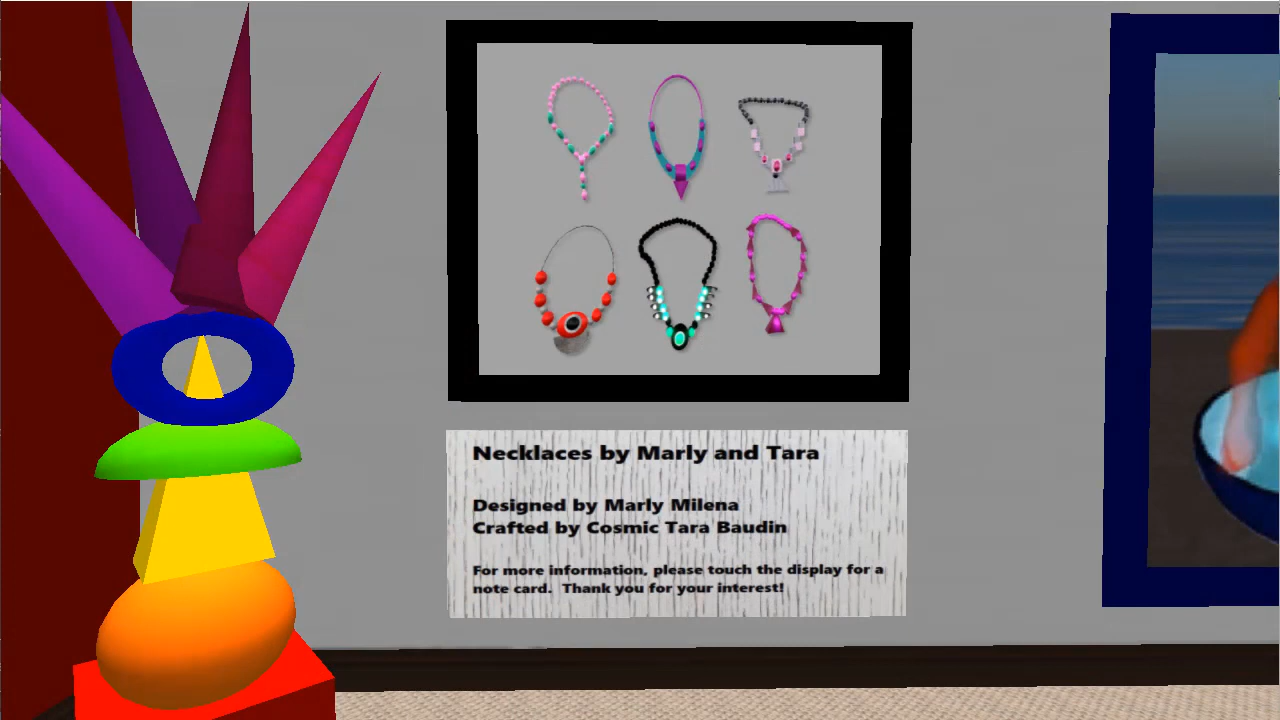 Necklaces by Marly and Tara
Designed by Marly Milena
Crafted by Cosmic Tara Baudin
For more information, please touch the display for a
note card. Thank you for your interest!